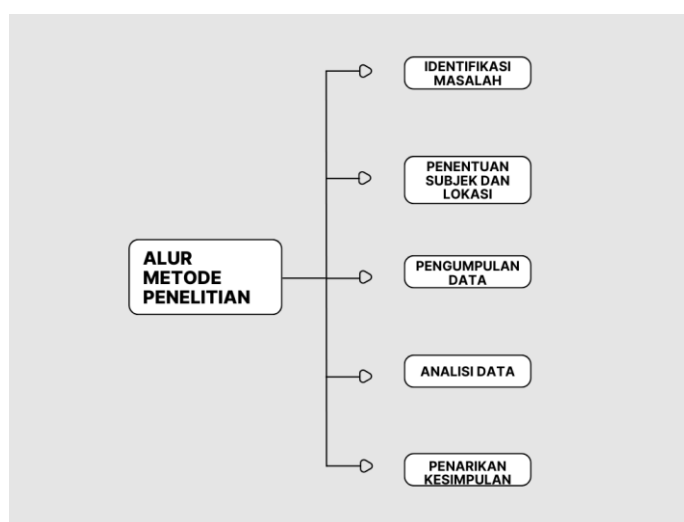 IDENTIFIKASI
MASALAH
PENENTUAN
SUBJEK DAN
LOKASI
ALUR
METODE
PENELITIAN
PENGUMPULAN
DATA
ANALISI DATA
PENARIKAN
KESIMPULAN